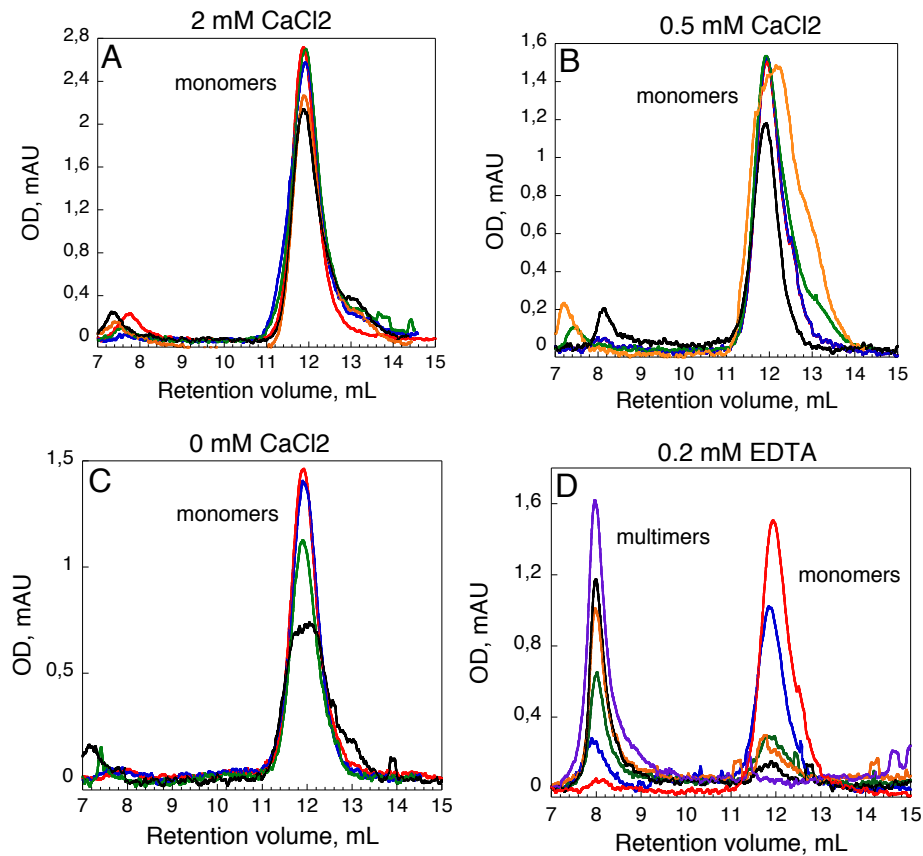 2 mM CaCl2
A
monomers
OD, mAU
2,8
2,4
2
1,6
1,2
0,8
0,4
0
7 8 9 10 11 12 13 14 15
Retention volume, mL
0.5 mM CaCl2
B
monomers
OD, mAU
1,6
1,4
1,2
1
0,8
0,6
0,4
0,2
0
7 8 9 10 11 12 13 14 15
Retention volume, mL
0 mM CaCl2
C
monomers
OD, mAU
1,5
1
0,5
0
7 8 9 10 11 12 13 14 15
Retention volume, mL
0.2 mM EDTA
D
multimers
monomers
OD, mAU
1,6
1,2
0,8
0,4
0
7 8 9 10 11 12 13 14 15
Retention volume, mL